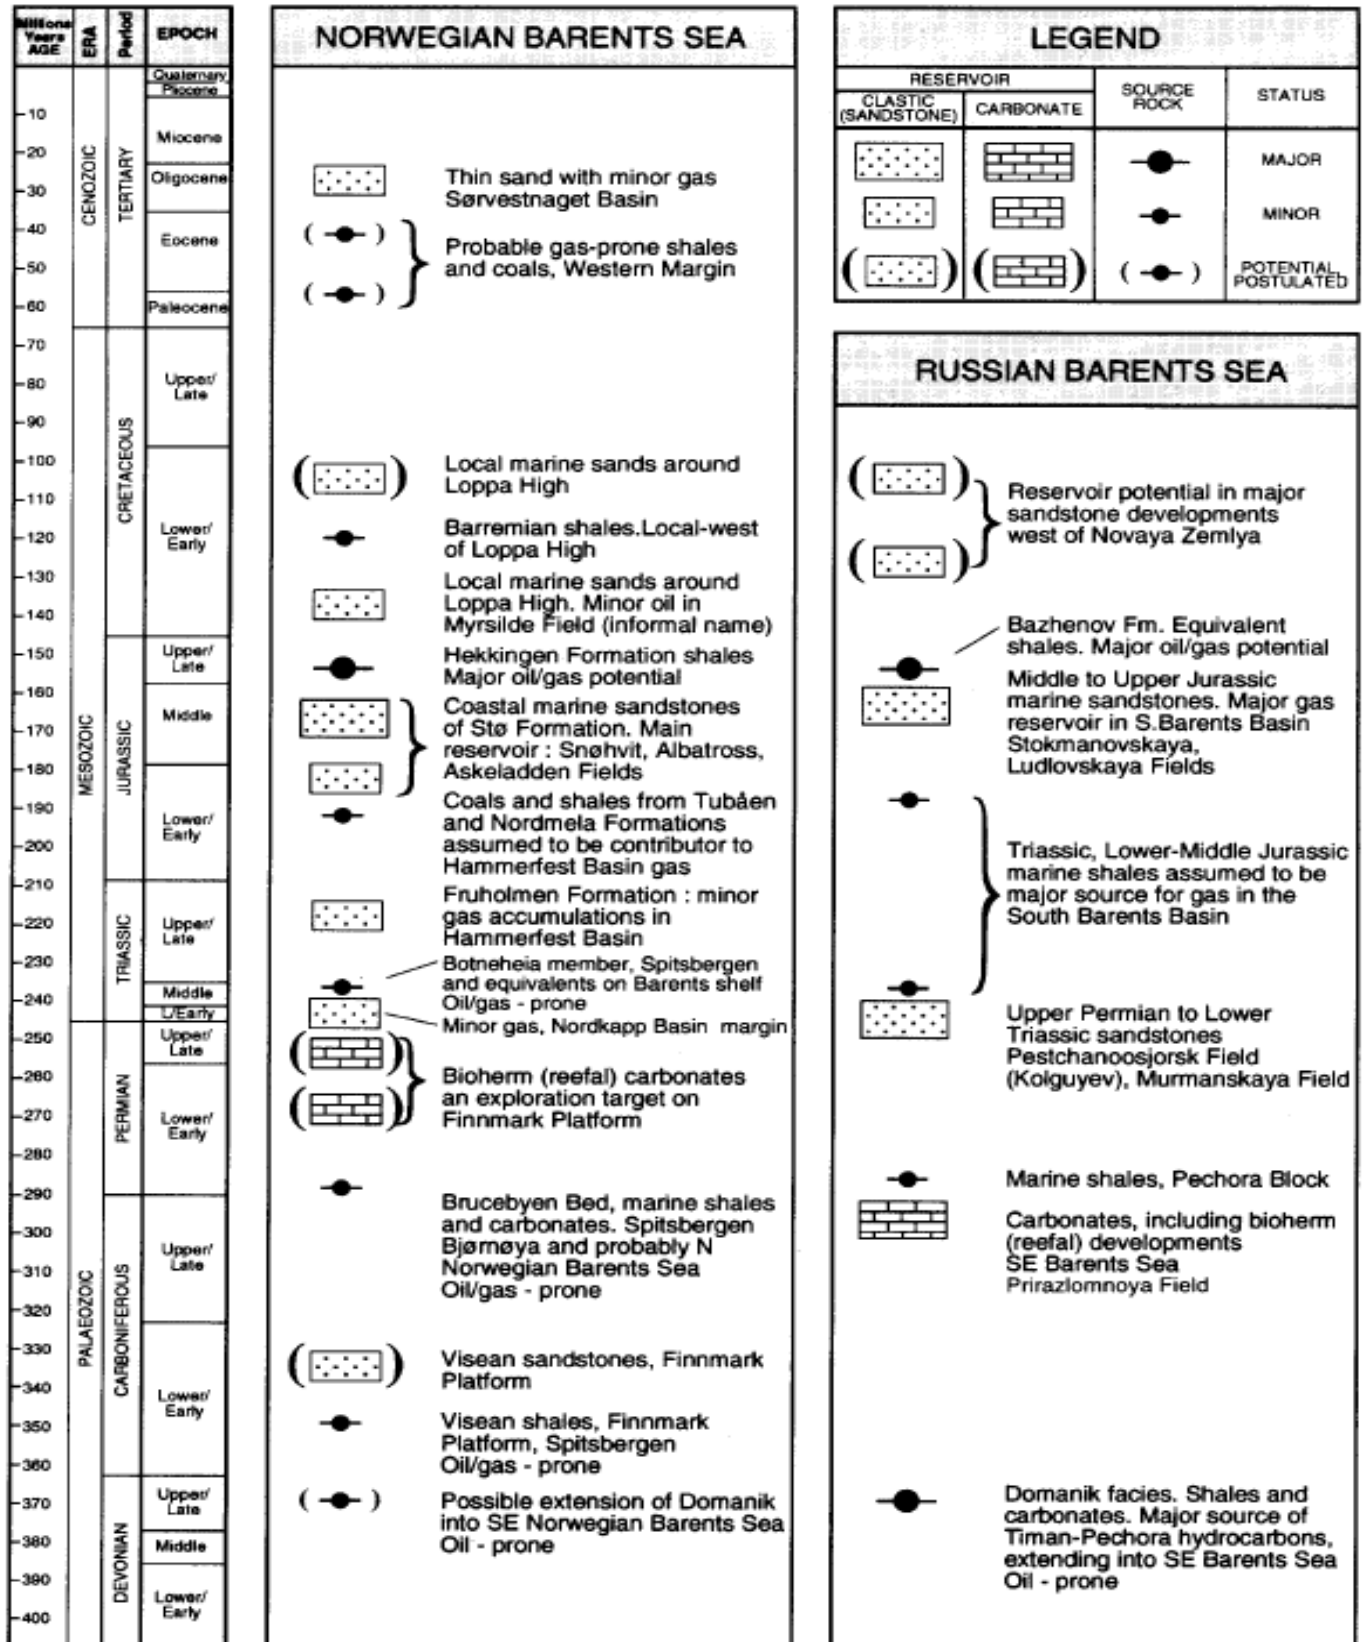 Millions
Years
AGE
ERA
Period
EPOCH
10
20
30
40
50
60
70
80
90
100
110
120
130
140
150
160
170
180
190
200
210
220
230
240
250
260
270
280
290
300
310
320
330
340
350
360
370
380
390
400
CENOZOIC
MESOZOIC
PALAEOZOIC
TERTIARY
CRETACEOUS
JURASSIC
TRIASSIC
PERMIAN
CARBONIFEROUS
DEVONIAN
Quaternary
Pliocene
Miocene
Oligocene
Eocene
Paleocene
Upper/
Late
Lower/
Early
Upper/
Late
Middle
Lower/
Early
Upper/
Late
Middle
L/Early
Upper/
Late
Lower/
Early
Upper/
Late
Lower/
Early
Upper/
Late
Middle
Lower/
Early
NORWEGIAN BARENTS SEA
Thin sand with minor gas
Sørvestnaget Basin
Probable gas-prone shales
and coals, Western Margin
Local marine sands around
Loppa High
Barremian shales.Local-west
of Loppa High
Local marine sands around
Loppa High. Minor oil in
Myrsilde Field (informal name)
Hekkingen Formation shales
Major oil/gas potential
Coastal marine sandstones
of Stø Formation. Main
reservoir : Snøhvit, Albatross,
Askeladden Fields
Coals and shales from Tubåen
and Nordmela Formations
assumed to be contributor to
Hammerfest Basin gas
Fruholmen Formation : minor
gas accumulations in
Hammerfest Basin
Botneheia member, Spitsbergen
and equivalents on Barents shelf
Oil/gas - prone
Minor gas, Nordkapp Basin margin
Bioherm (reefal) carbonates
an exploration target on
Finnmark Platform
Brucebyen Bed, marine shales
and carbonates. Spitsbergen
Bjørnøya and probably N
Norwegian Barents Sea
Oil/gas - prone
Visean sandstones, Finnmark
Platform
Visean shales, Finnmark
Platform, Spitsbergen
Oil/gas - prone
Possible extension of Domanik
into SE Norwegian Barents Sea
Oil - prone
LEGEND
RESERVOIR
CLASTIC
(SANDSTONE)
CARBONATE
SOURCE
ROCK
STATUS
MAJOR
MINOR
POTENTIAL,
POSTULATED
RUSSIAN BARENTS SEA
Reservoir potential in major
sandstone developments
west of Novaya Zemlya
Bazhenov Fm. Equivalent
shales. Major oil/gas potential
Middle to Upper Jurassic
marine sandstones. Major gas
reservoir in S.Barents Basin
Stokmanovskaya,
Ludlovskaya Fields
Triassic, Lower-Middle Jurassic
marine shales assumed to be
major source for gas in the
South Barents Basin
Upper Permian to Lower
Triassic sandstones
Pestchanoosjorsk Field
(Kolguyev), Murmanskaya Field
Marine shales, Pechora Block
Carbonates, including bioherm
(reefal) developments
SE Barents Sea
Prirazlomnoya Field
Domanik facies. Shales and
carbonates. Major source of
Timan-Pechora hydrocarbons,
extending into SE Barents Sea
Oil - prone